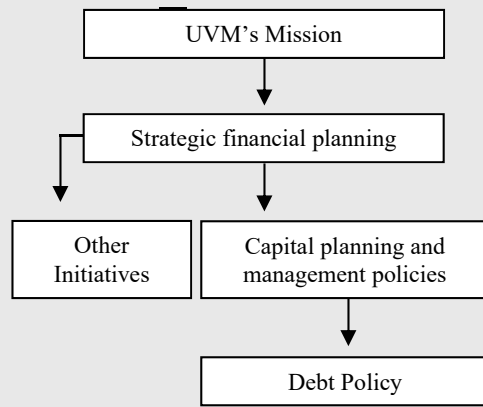 UVM’s Mission
Strategic financial planning
Other
Initiatives
Capital planning and
management policies
Debt Policy